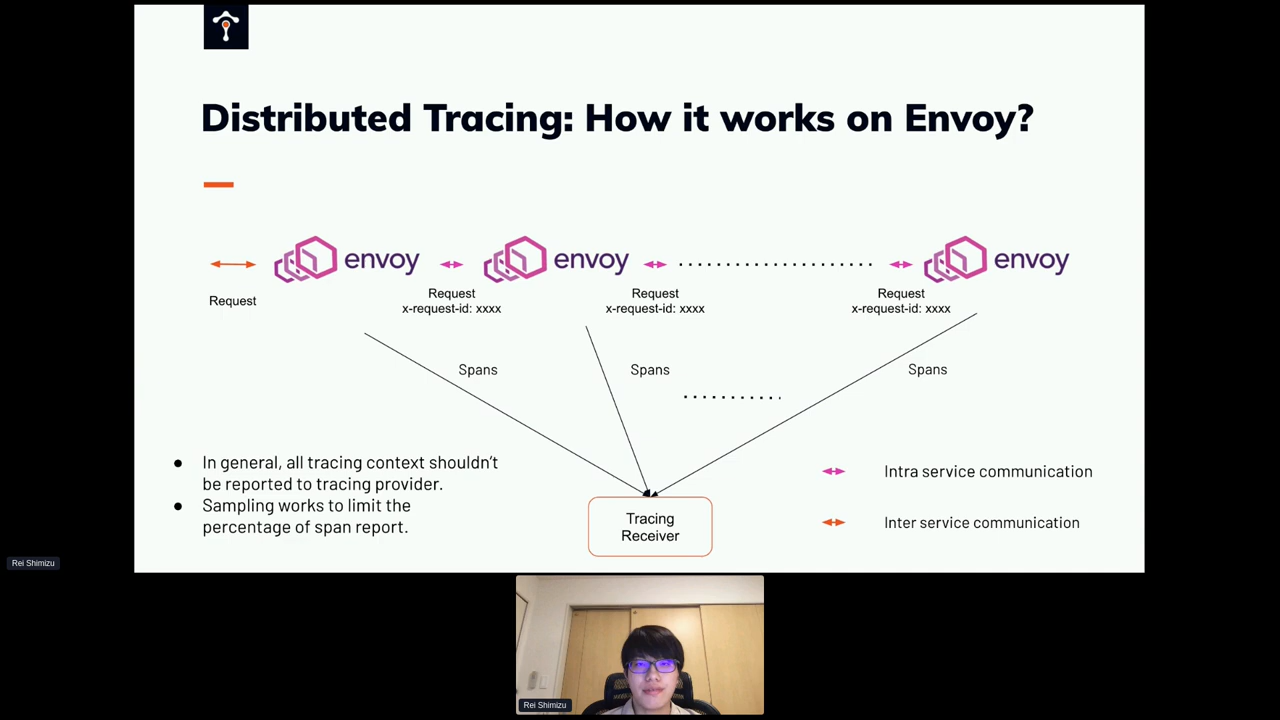 Distributed Tracing: How it works on Envoy?
envoy
envoy
envoy
Request
Request
x-request-id: xxxx
Request
x-request-id: xxxx
Request
x-request-id: xxxx
Spans
Spans
Spans
In general, all tracing context shouldn't
be reported to tracing provider.
Sampling works to limit the
percentage of span report.
Tracing
Receiver
Intra service communication
Inter service communication
Rei Shimizu
Rei Shimizu